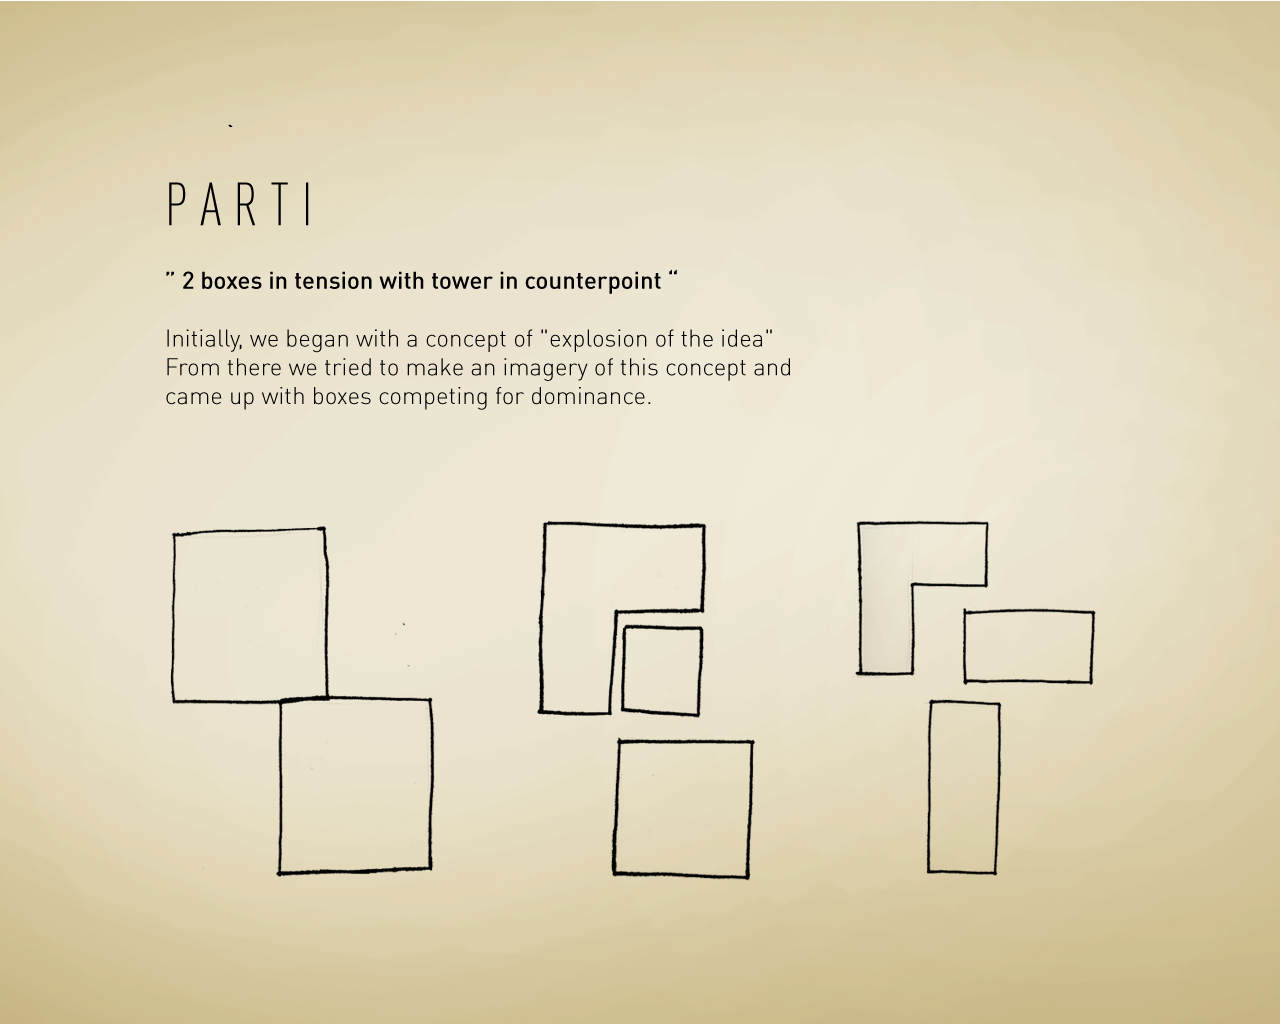 PARTI
” 2 boxes in tension with tower in counterpoint “
Initially, we began with a concept of "explosion of the idea"
From there we tried to make an imagery of this concept and
came up with boxes competing for dominance.